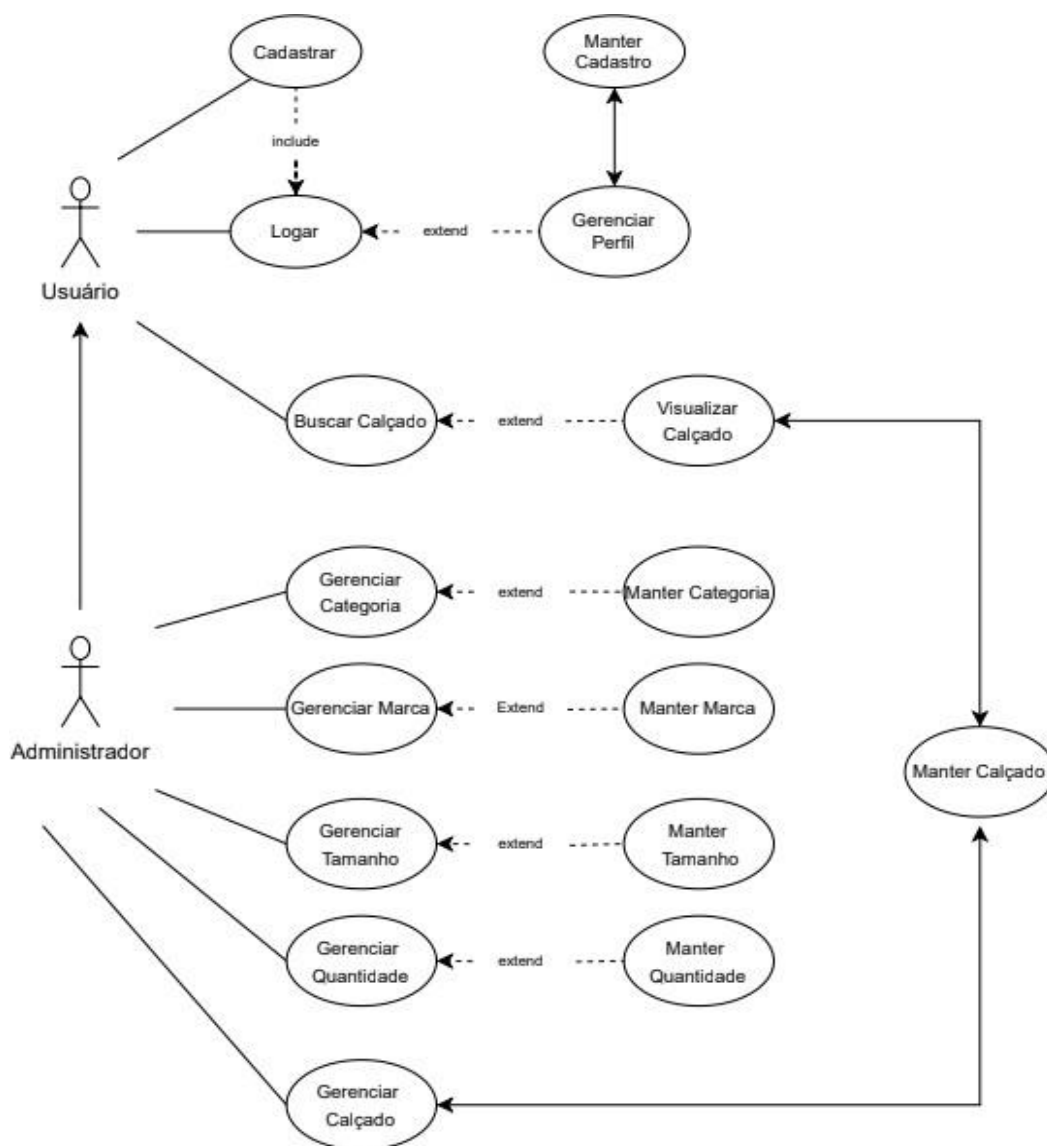 Cadastrar
Manter
Cadastro
include
Logar
extend
Gerenciar
Perfil
Usuário
Buscar Calçado
extend
Visualizar
Calçado
Gerenciar
Categoria
extend
Manter Categoria
Gerenciar Marca
Extend
Manter Marca
Administrador
Manter Calçado
Gerenciar
Tamanho
extend
Manter
Tamanho
Gerenciar
Quantidade
extend
Manter
Quantidade
Gerenciar
Calçado